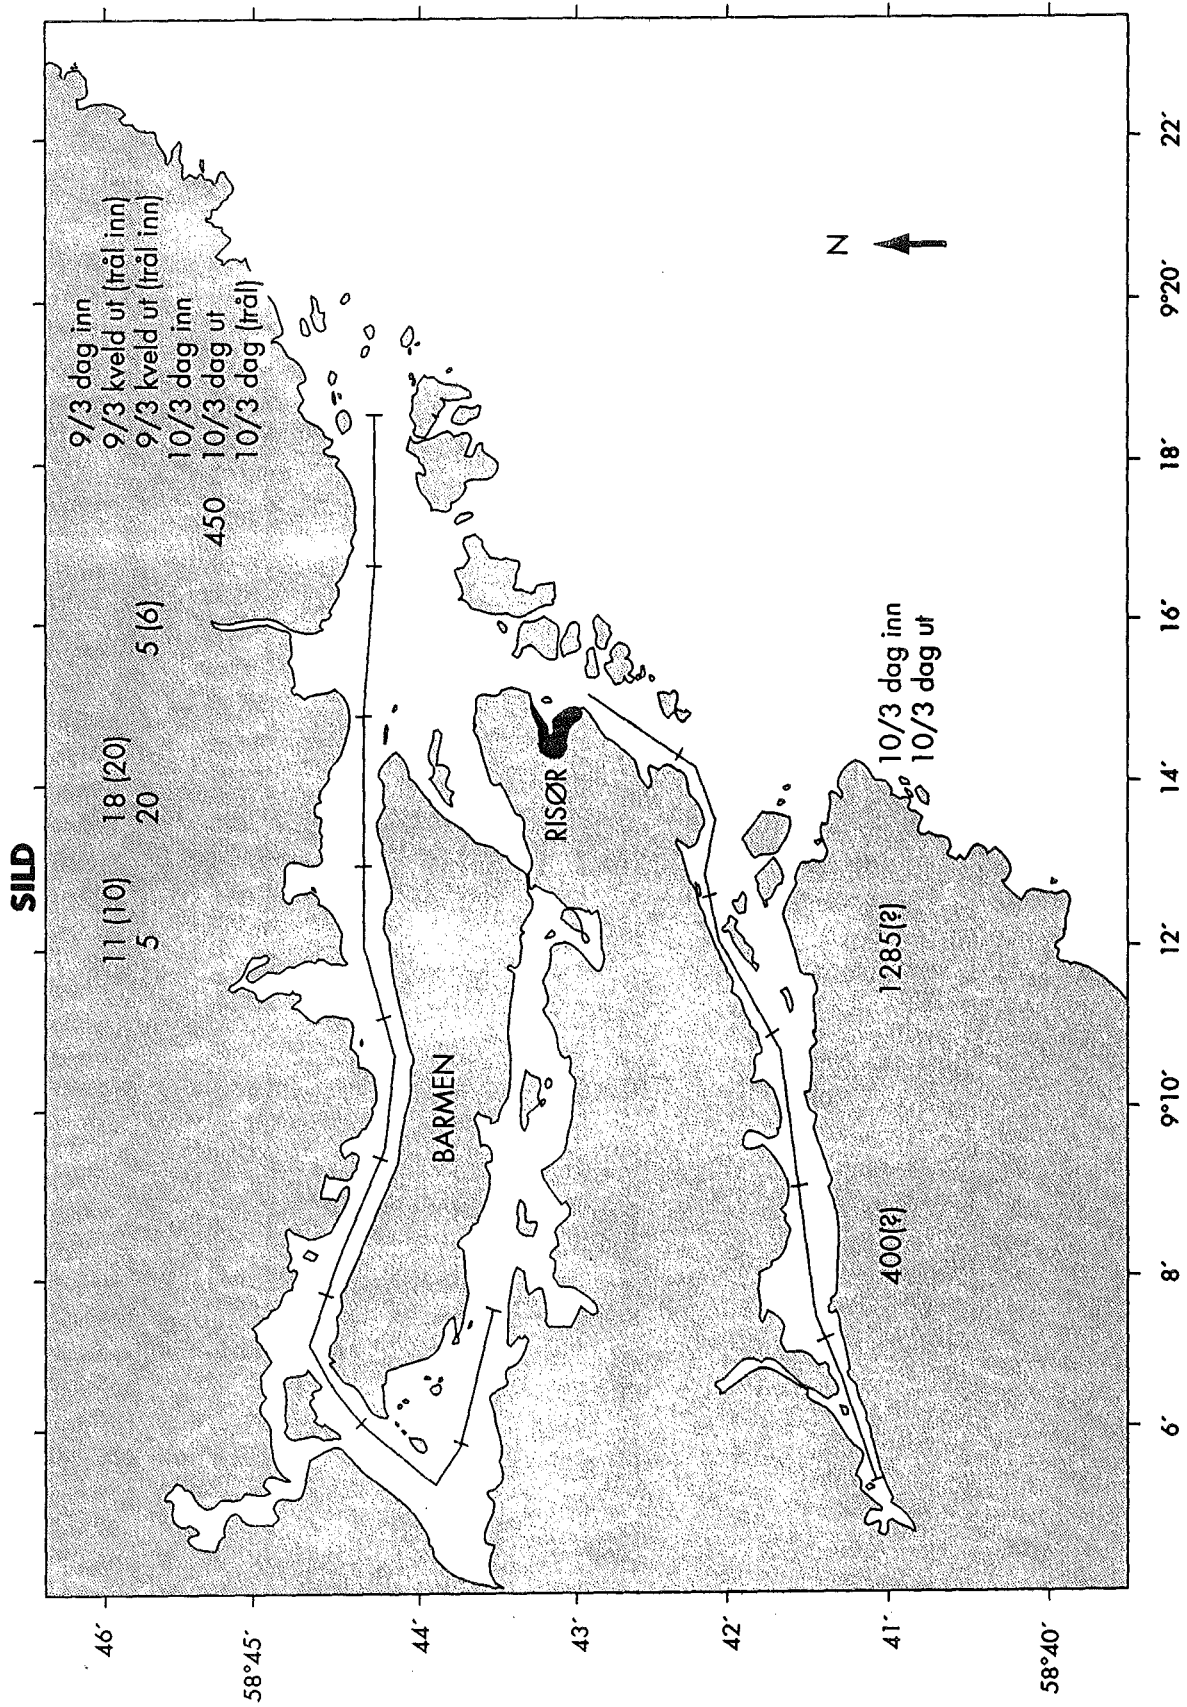 SILD
9/3 dag inn
46´
11 (10) 18 (20) 9/3 kveld ut (trål inn)
5 20 5(6) 9/3 kveld ut (trål inn)
10/3 dag inn
450 10/3 dag ut
10/3 dag (trål)
58°45´
44´
BARMEN
RISØR
43´
42´
N
400(?) 1285(?) 10/3 dag inn
10/3 dag ut
41´
58°40´
6´ 8´ 9°10´ 12´ 14´ 16´ 18´ 9°20´ 22´